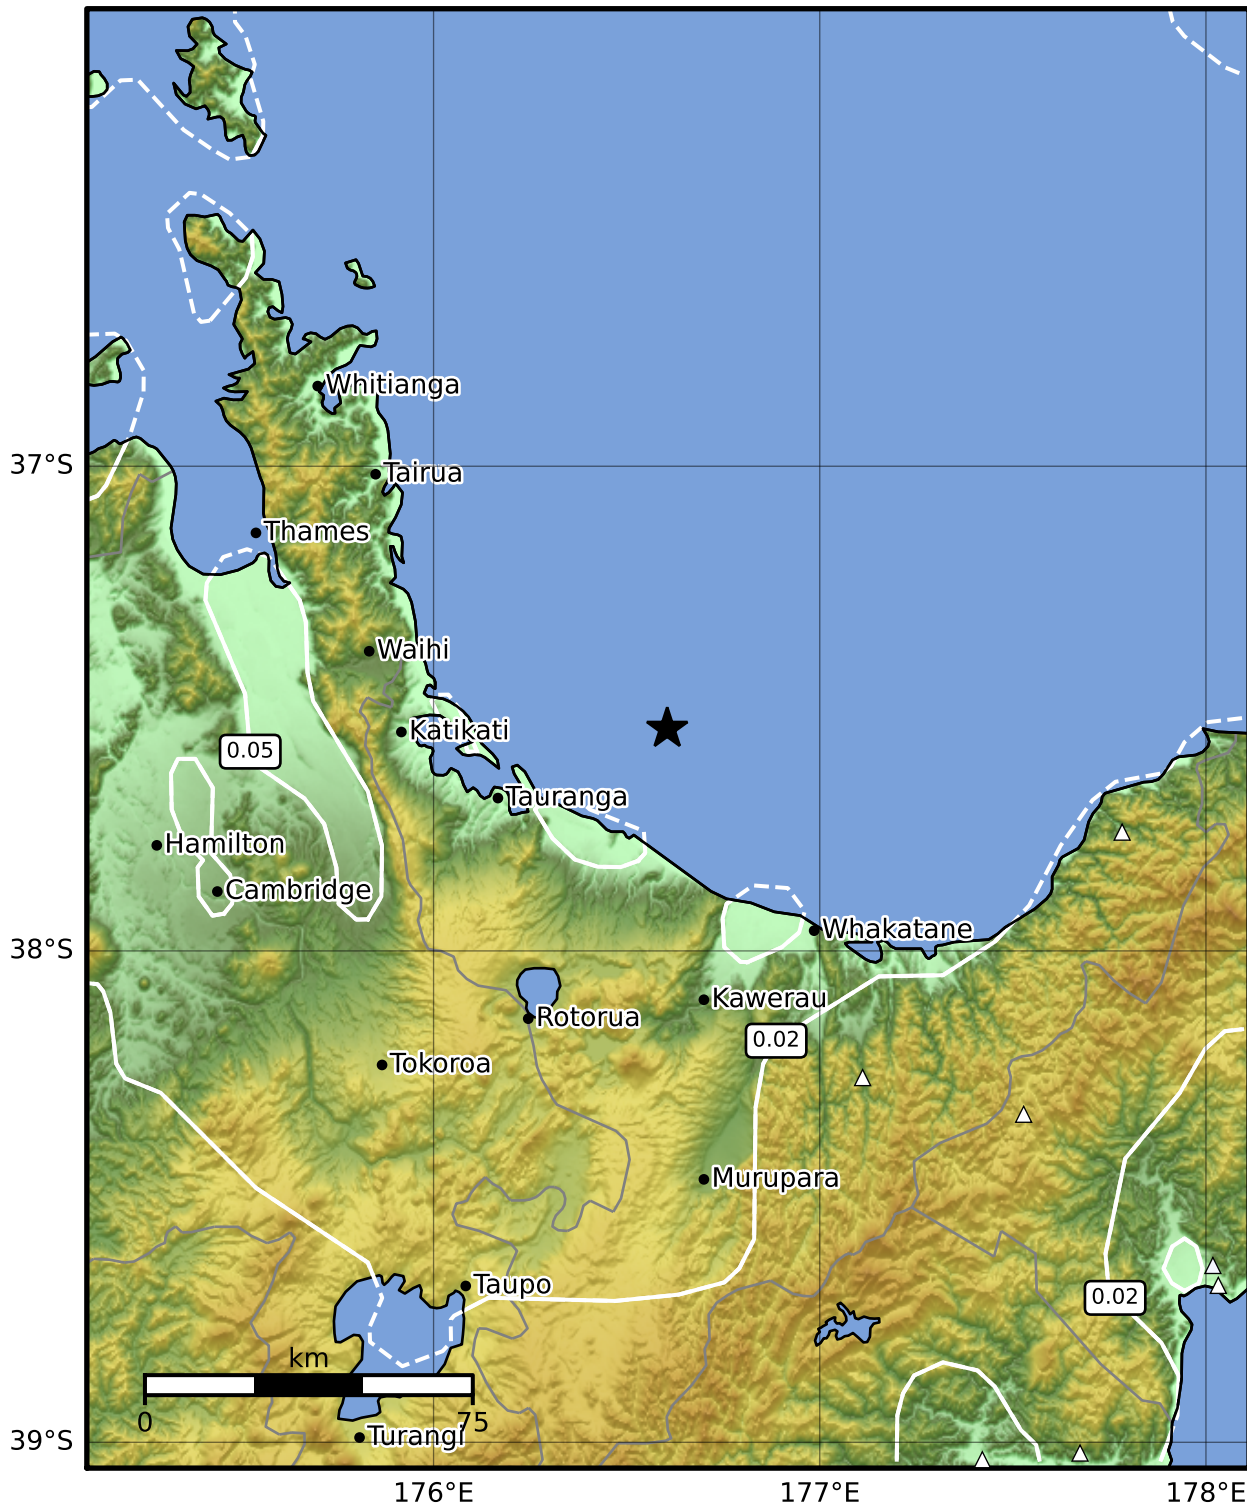 Whitianga
37°S
Tairua
Thames
Waihi
Katikati
0.05
Tauranga
Hamilton
Cambridge
Whakatane
38°S
Kawerau
Rotorua
0.02
Tokoroa
Murupara
Taupo
0.02
km
0 75
Turangi
39°S
176°E 177°E 178°E